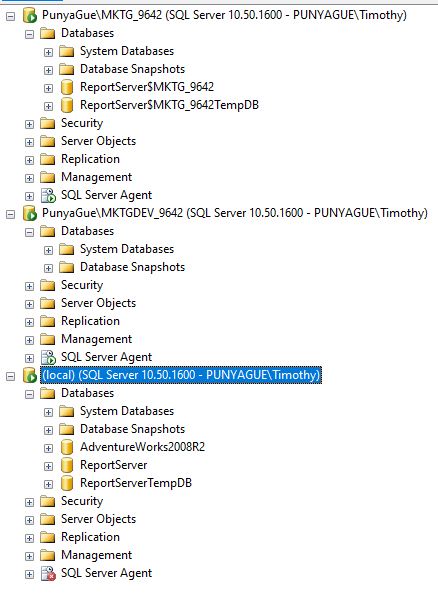 PunyaGue\MKTG_9642 (SQL Server 10.50.1600 - PUNYAGUE\Timothy)
Databases
System Databases
Database Snapshots
ReportServer$MKTG_9642
ReportServer$MKTG_9642TempDB
Security
Server Objects
Replication
Management
SQL Server Agent
PunyaGue\MKTGDEV_9642 (SQL Server 10.50.1600 - PUNYAGUE\Timothy)
Databases
System Databases
Database Snapshots
Security
Server Objects
Replication
Management
SQL Server Agent
(local) (SQL Server 10.50.1600 - PUNYAGUE\Timothy)
Databases
System Databases
Database Snapshots
AdventureWorks2008R2
ReportServer
ReportServerTempDB
Security
Server Objects
Replication
Management
SQL Server Agent